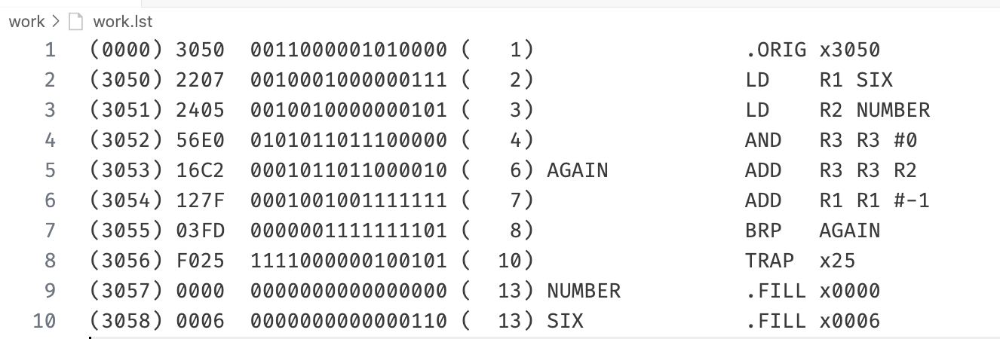 work > work.lst
1 (0000) 3050 0011000001010000 ( 1) .ORIG x3050
2 (3050) 2207 0010001000000111 ( 2) LD R1 SIX
3 (3051) 2405 0010010000000101 ( 3) LD R2 NUMBER
4 (3052) 56E0 0101011011100000 ( 4) AND R3 R3 #0
5 (3053) 16C2 0001011011000010 ( 6) AGAIN ADD R3 R3 R2
6 (3054) 127F 0001001001111111 ( 7) ADD R1 R1 #-1
7 (3055) 03FD 0000001111111101 ( 8) BRP AGAIN
8 (3056) F025 1111000000100101 ( 10) TRAP x25
9 (3057) 0000 0000000000000000 ( 13) NUMBER .FILL x0000
10 (3058) 0006 0000000000000110 ( 13) SIX .FILL x0006